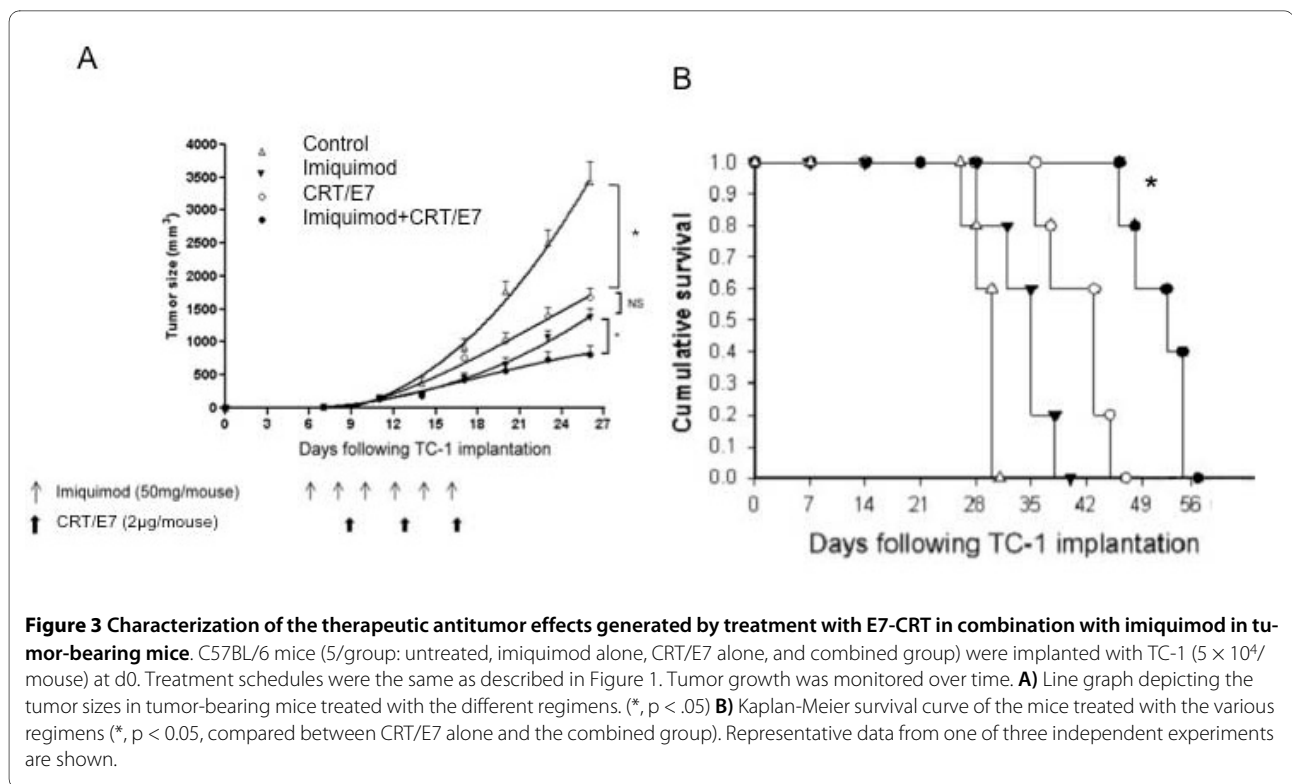 A
Control
Imiquimod
CRT/E7
Imiquimod+CRT/E7
4000
3500
3000
2500
2000
1500
1000
500
0
Tumor size (mm³)
*
NS
*
0 3 6 9 12 15 18 21 24 27
Days following TC-1 implantation
Imiquimod (50mg/mouse)
CRT/E7 (2µg/mouse)
B
1.0
0.9
0.8
0.7
0.6
0.5
0.4
0.3
0.2
0.1
0.0
Cumulative survival
*
0 7 14 21 28 35 42 49 56
Days following TC-1 implantation
Figure 3 Characterization of the therapeutic antitumor effects generated by treatment with E7-CRT in combination with imiquimod in tu-
mor-bearing mice. C57BL/6 mice (5/group: untreated, imiquimod alone, CRT/E7 alone, and combined group) were implanted with TC-1 (5 × 10⁴/
mouse) at d0. Treatment schedules were the same as described in Figure 1. Tumor growth was monitored over time. A) Line graph depicting the
tumor sizes in tumor-bearing mice treated with the different regimens. (*, p < .05) B) Kaplan-Meier survival curve of the mice treated with the various
regimens (*, p < 0.05, compared between CRT/E7 alone and the combined group). Representative data from one of three independent experiments
are shown.